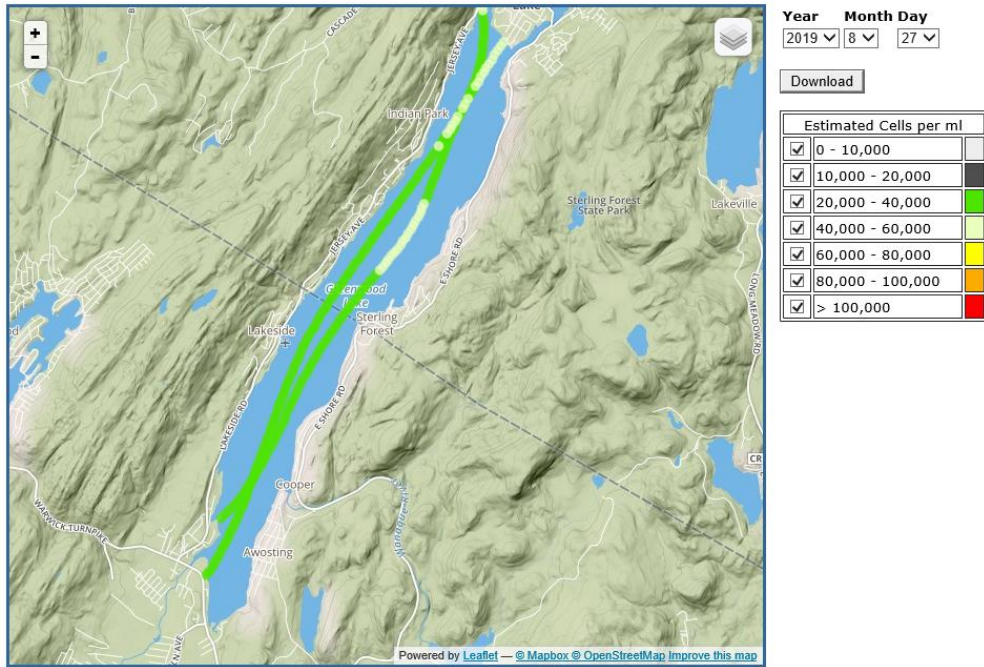 +
-
Year Month Day
2019 8 27
Download
Estimated Cells per ml
0 - 10,000
10,000 - 20,000
20,000 - 40,000
40,000 - 60,000
60,000 - 80,000
80,000 - 100,000
> 100,000
Lake
CASCADE
JERSEY AVE
Indian Park
Sterling Forest
State Park
Lakeville
JERSEY AVE
E SHORE RD
Greenwood
Lake
Lakeside
Sterling
Forest
LONG MEADOW RD
E SHORE RD
LAKESIDE RD
CR
Cooper
WARWICK TURNPIKE
Awosting
Powered by Leaflet — © Mapbox © OpenStreetMap Improve this map